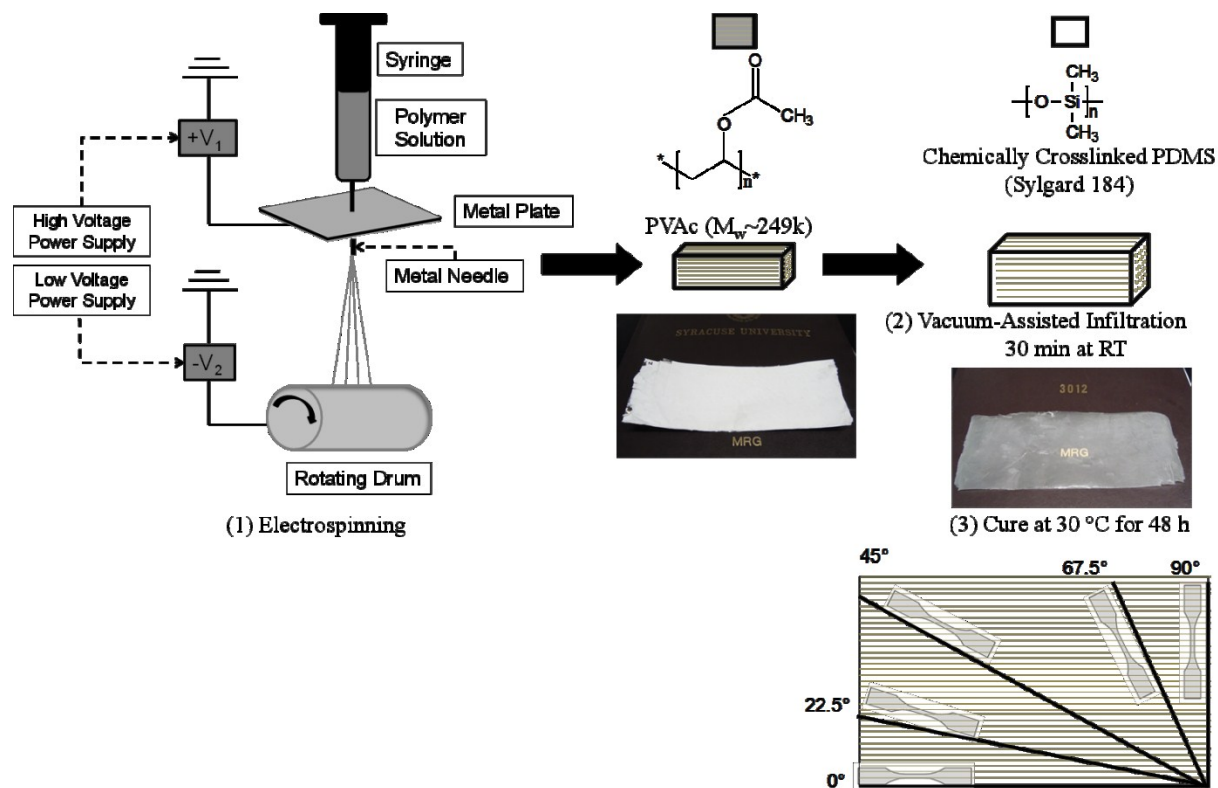 Syringe
Polymer
Solution
+V1
High Voltage
Power Supply
Metal Plate
Low Voltage
Power Supply
Metal Needle
-V2
Rotating Drum
(1) Electrospinning
O
O
CH3
*
[
]
n
*
PVAc (Mw~249k)
SYRACUSE UNIVERSITY
MRG
CH3
[O-Si]n
CH3
Chemically Crosslinked PDMS
(Sylgard 184)
(2) Vacuum-Assisted Infiltration
30 min at RT
3012
MRG
(3) Cure at 30 °C for 48 h
45°
67.5°
90°
22.5°
0°